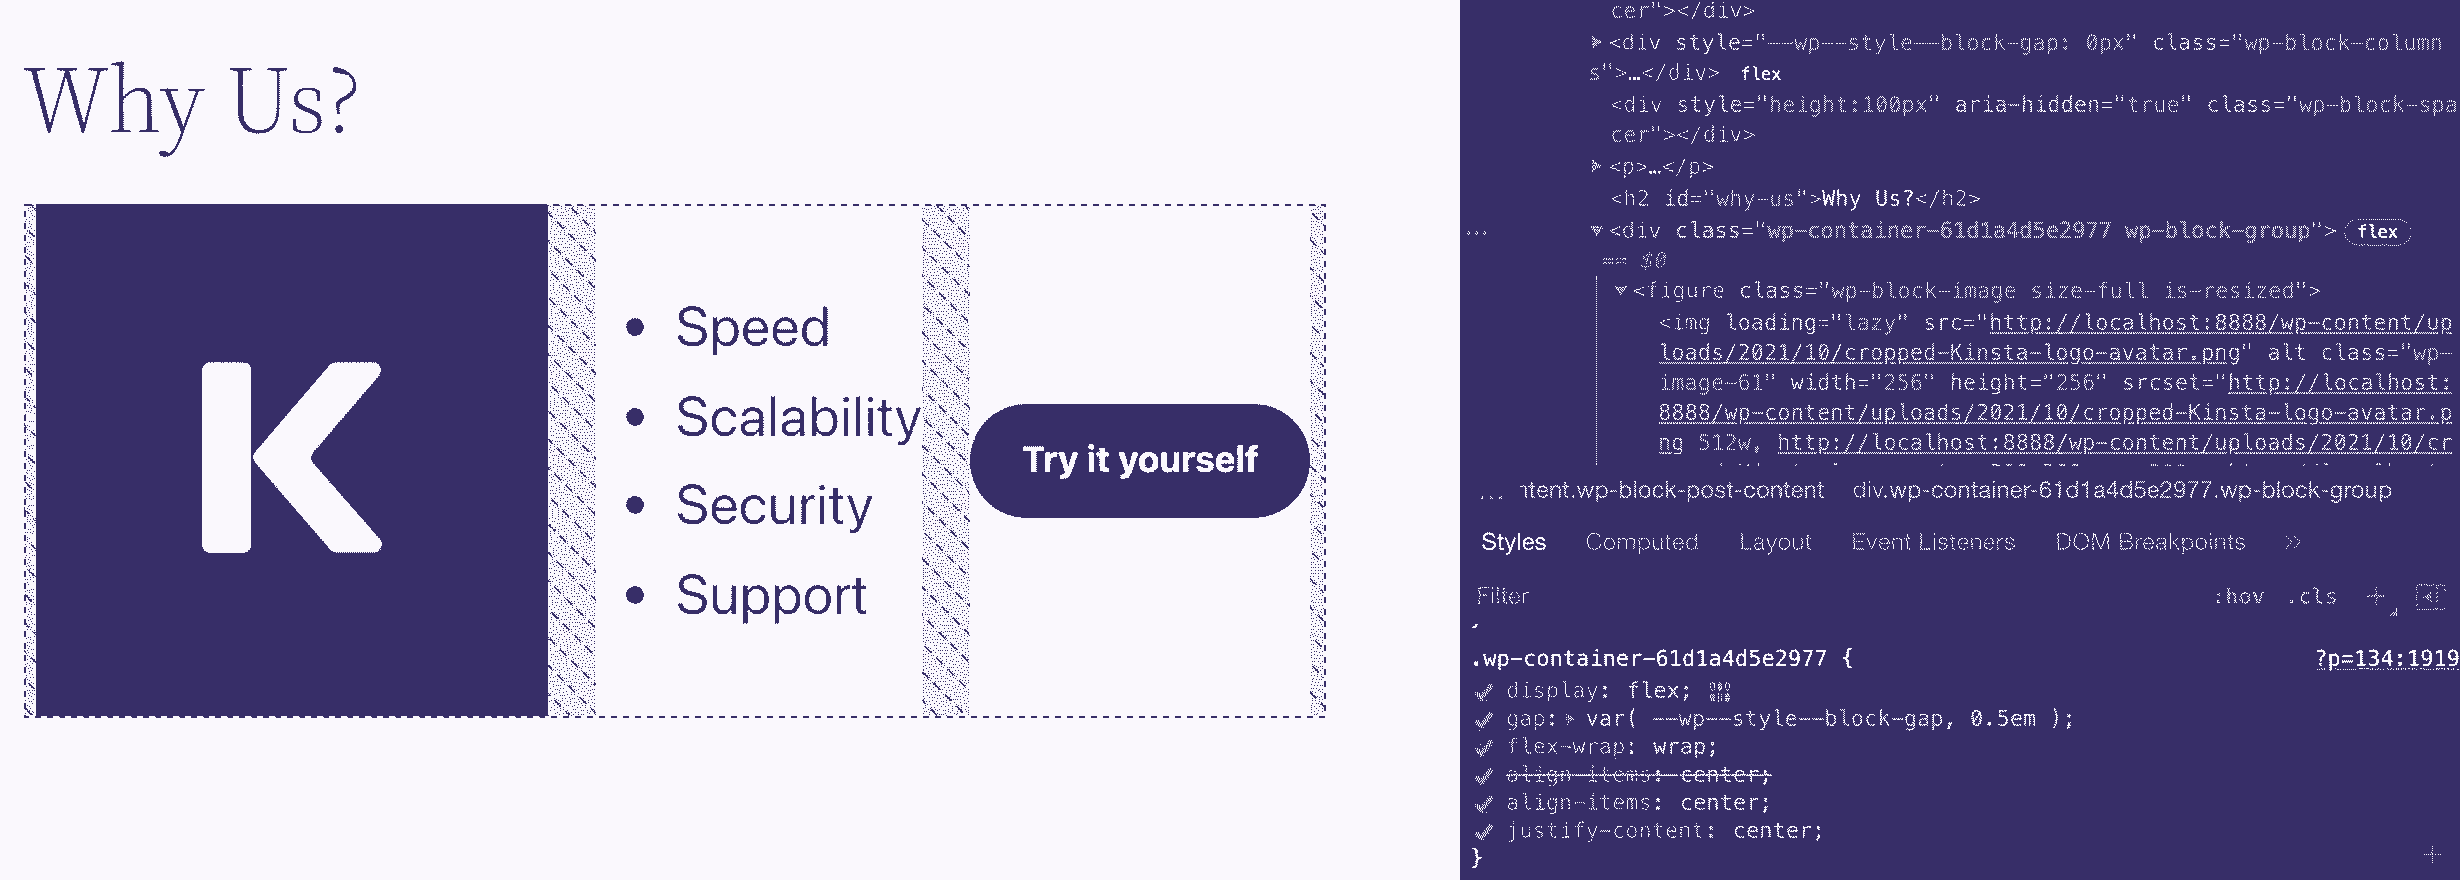 Why Us?
K
Speed
Scalability
Security
Support
Try it yourself
cer"></div>
<div style="--wp--style--block-gap: 0px" class="wp-block-column
s">…</div> flex
<div style="height:100px" aria-hidden="true" class="wp-block-spa
cer"></div>
<p>…</p>
<h2 id="why-us">Why Us?</h2>
<div class="wp-container-61d1a4d5e2977 wp-block-group"> flex
== $0
<figure class="wp-block-image size-full is-resized">
<img loading="lazy" src="http://localhost:8888/wp-content/up
loads/2021/10/cropped-Kinsta-logo-avatar.png" alt class="wp-
image-61" width="256" height="256" srcset="http://localhost:
8888/wp-content/uploads/2021/10/cropped-Kinsta-logo-avatar.p
ng 512w, http://localhost:8888/wp-content/uploads/2021/10/cr
... ntent.wp-block-post-content div.wp-container-61d1a4d5e2977.wp-block-group
Styles Computed Layout Event Listeners DOM Breakpoints »
Filter :hov .cls +
.wp-container-61d1a4d5e2977 { ?p=134:1919
display: flex;
gap: var( --wp--style--block-gap, 0.5em );
flex-wrap: wrap;
align-items: center;
align-items: center;
justify-content: center;
}